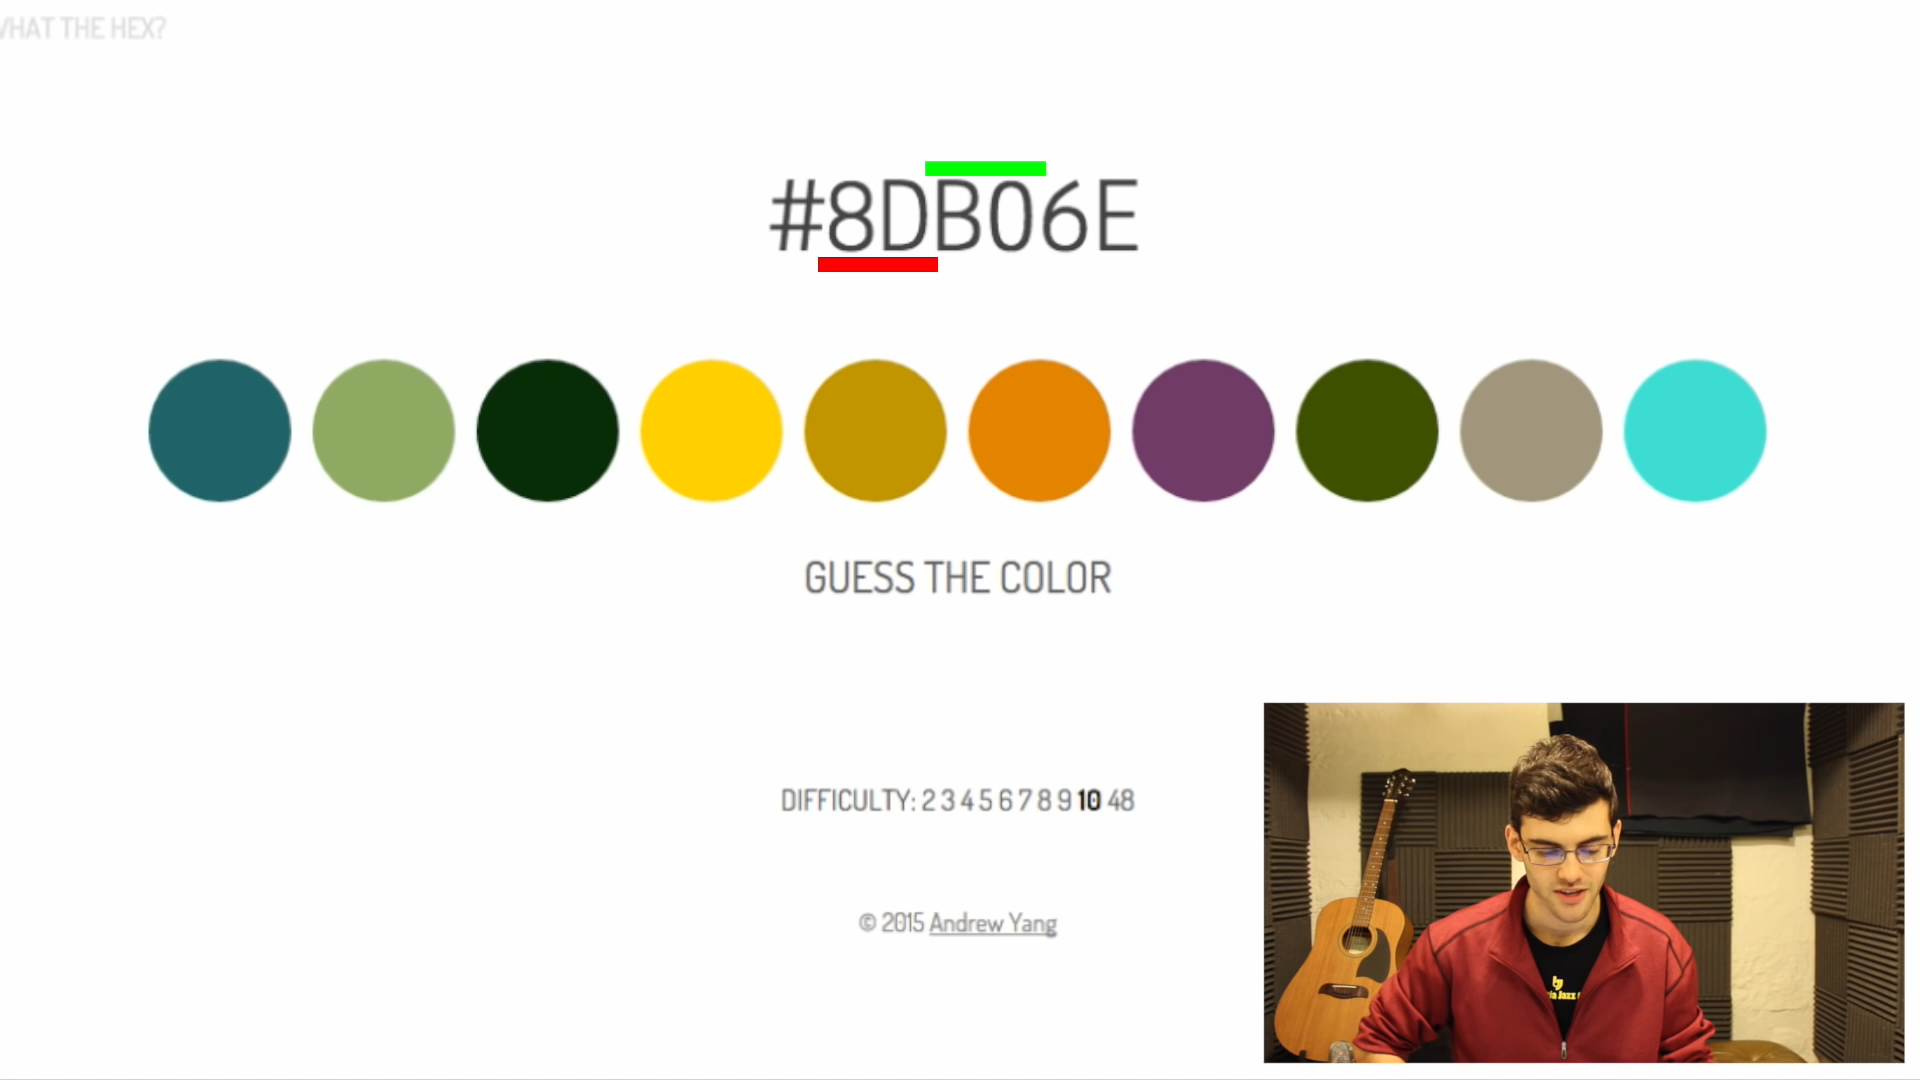 WHAT THE HEX?
#8DB06E
GUESS THE COLOR
DIFFICULTY: 2 3 4 5 6 7 8 9 10 48
© 2015 Andrew Yang
Jazz